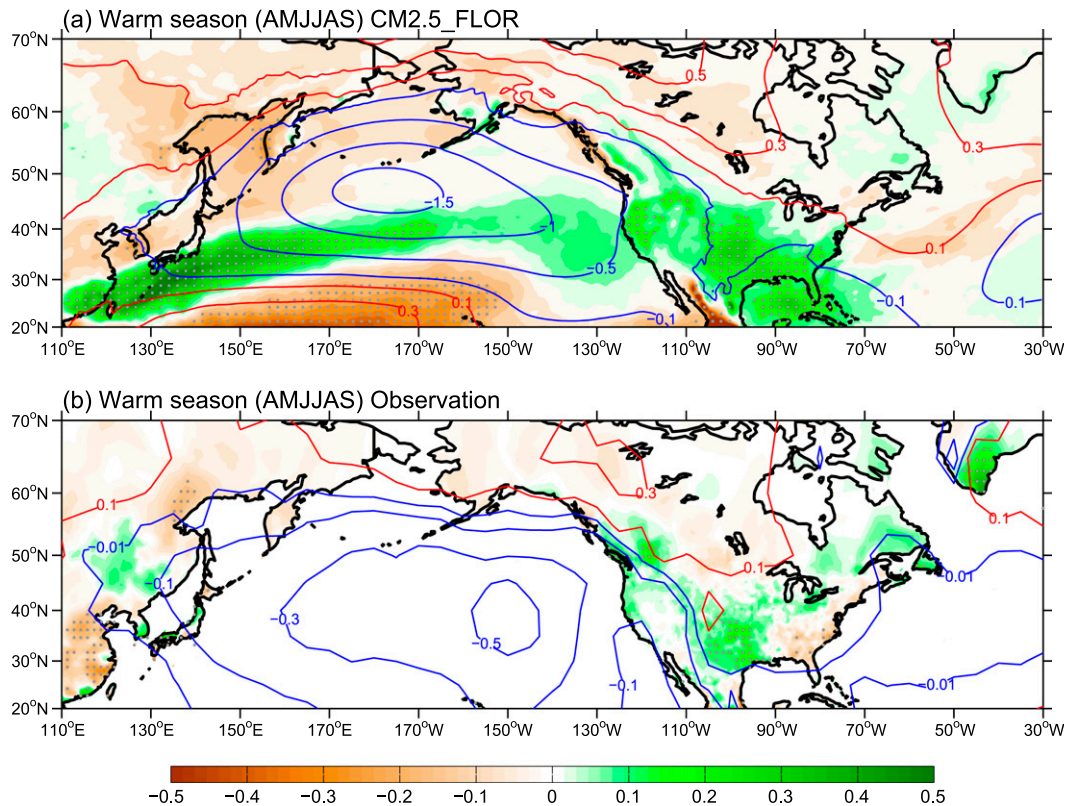 (a) Warm season (AMJJAS) CM2.5_FLOR
70°N
60°N
50°N
40°N
30°N
20°N
0.5
0.3
0.3
−1.5
−1
−0.5
0.1
0.1
0.3
−0.1
−0.1
−0.1
110°E 130°E 150°E 170°E 170°W 150°W 130°W 110°W 90°W 70°W 50°W 30°W
(b) Warm season (AMJJAS) Observation
70°N
60°N
50°N
40°N
30°N
20°N
0.3
0.1
0.1
0.1
−0.01
−0.1
−0.01
−0.3
−0.5
−0.1
−0.01
110°E 130°E 150°E 170°E 170°W 150°W 130°W 110°W 90°W 70°W 50°W 30°W
−0.5 −0.4 −0.3 −0.2 −0.1 0 0.1 0.2 0.3 0.4 0.5